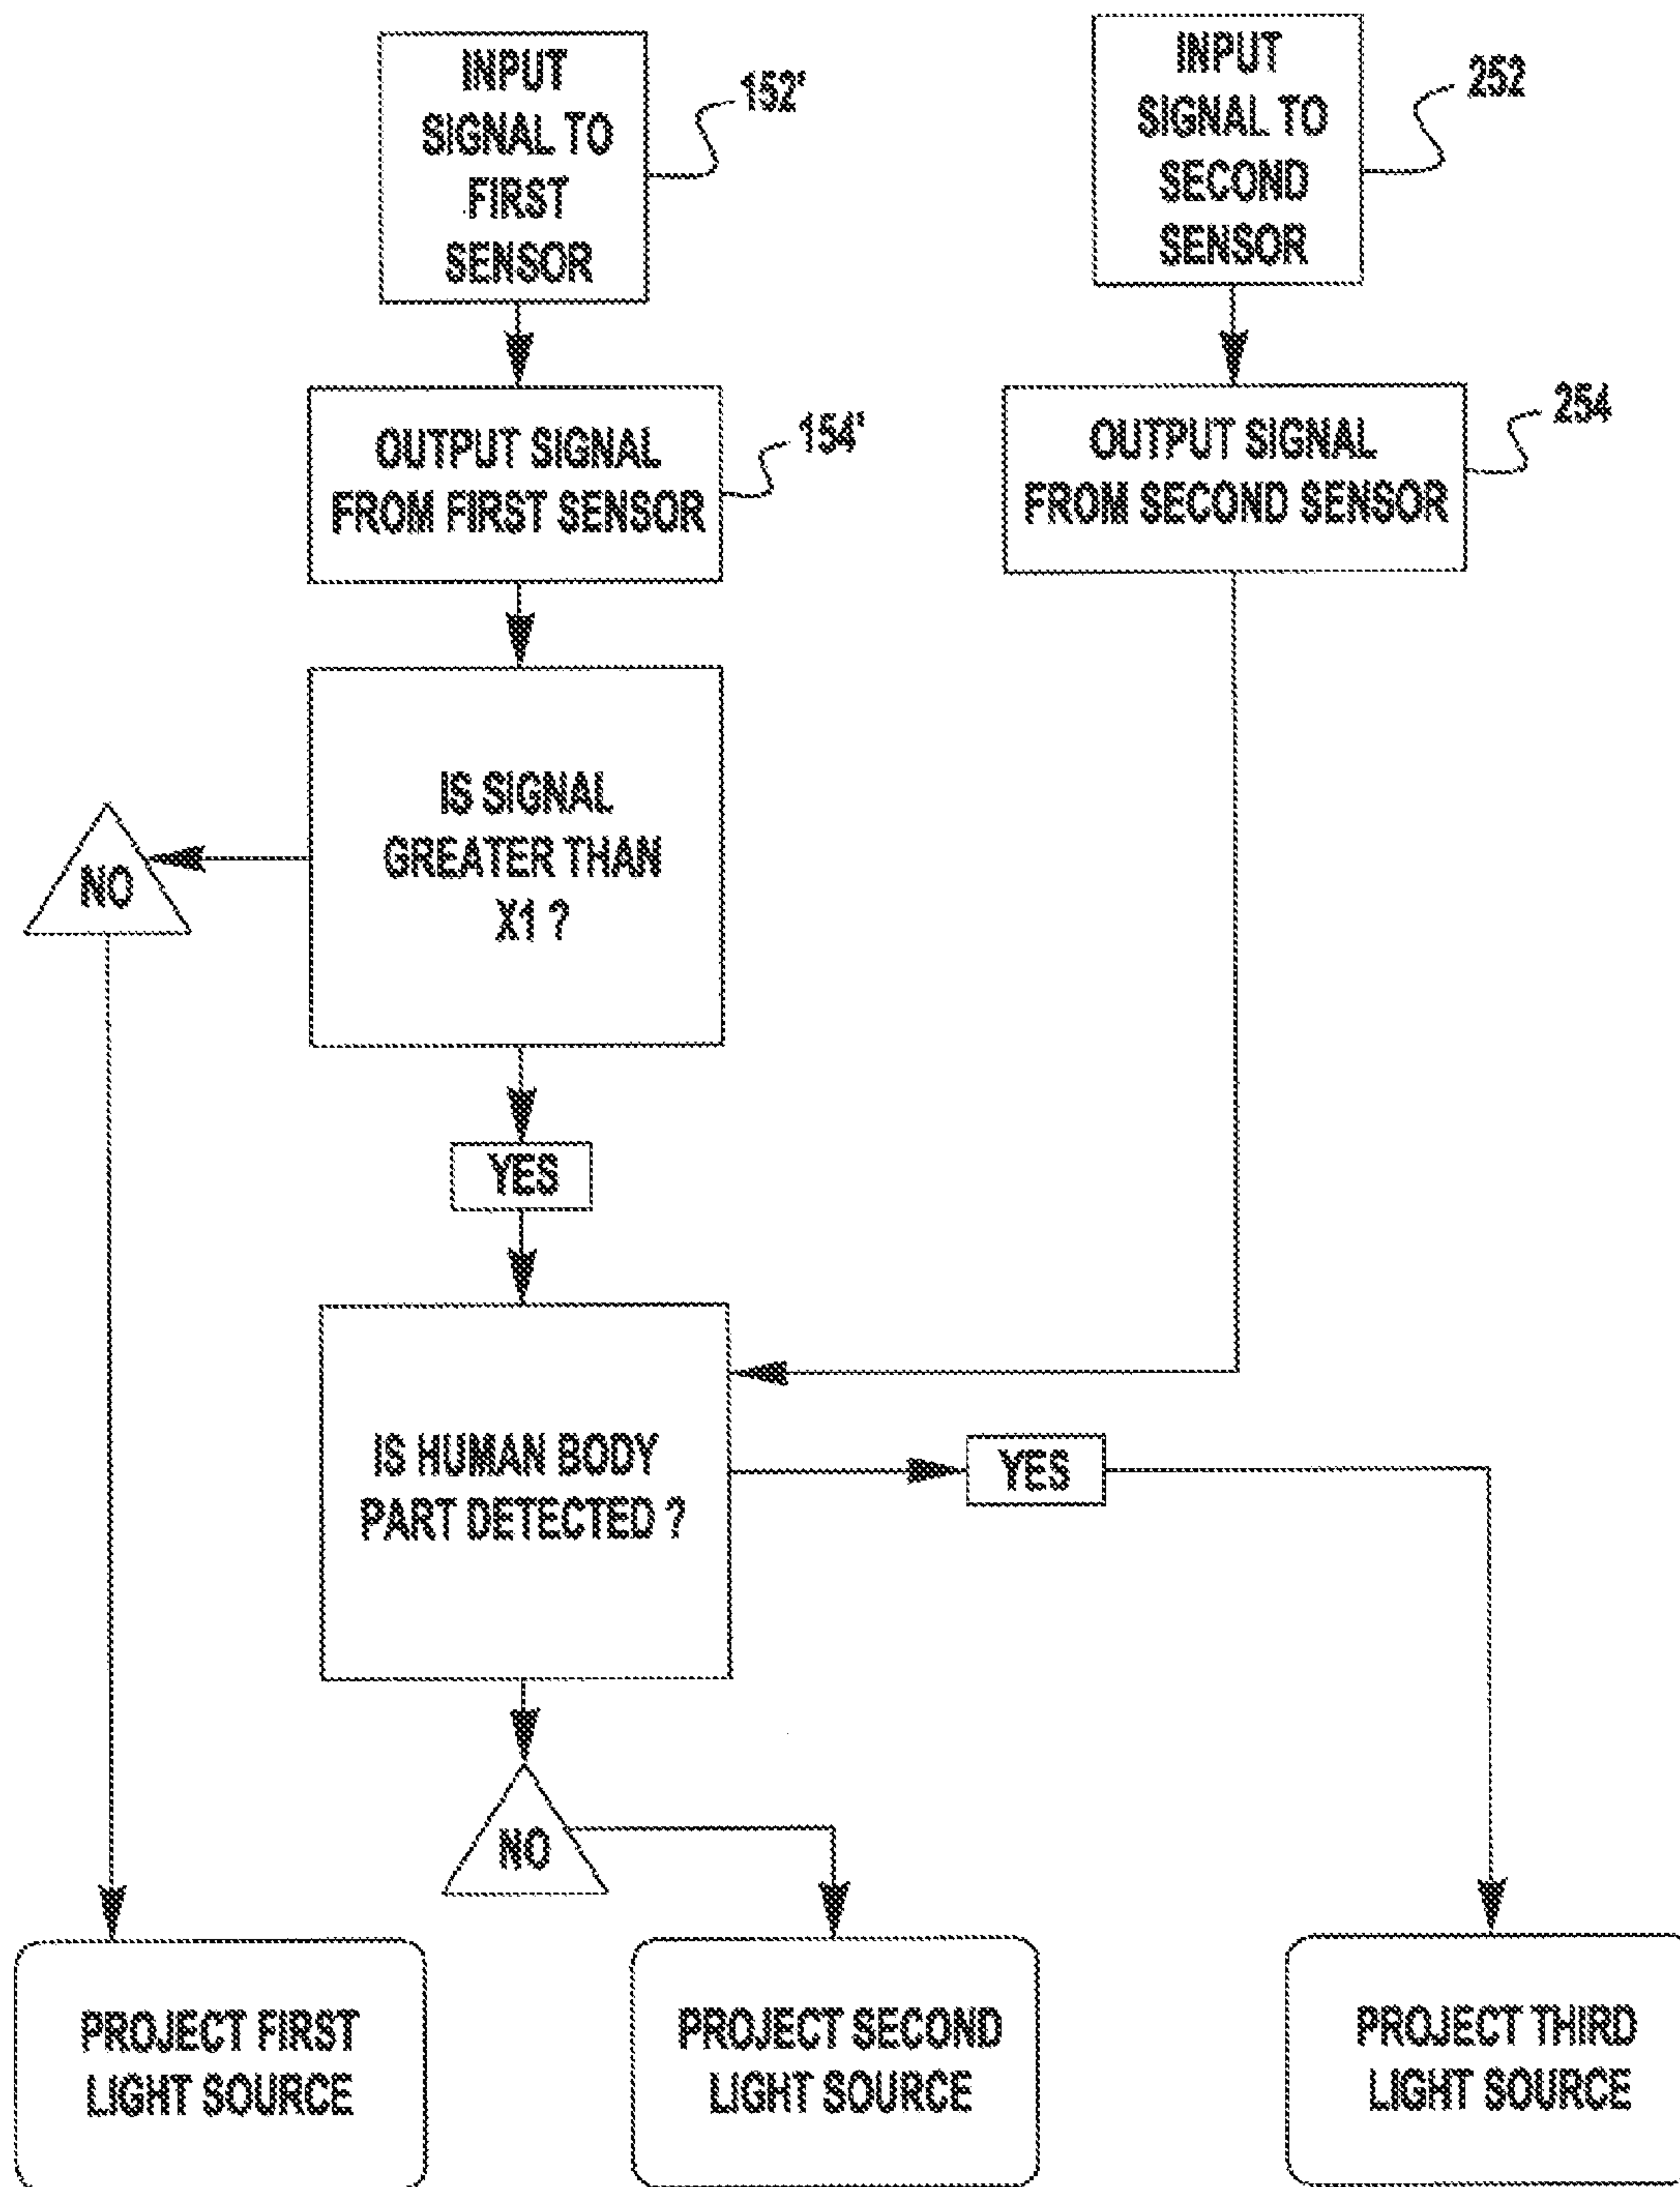 INPUT
SIGNAL TO
FIRST
SENSOR
152'
INPUT
SIGNAL TO
SECOND
SENSOR
252
OUTPUT SIGNAL
FROM FIRST SENSOR
154'
OUTPUT SIGNAL
FROM SECOND SENSOR
254
IS SIGNAL
GREATER THAN
X1 ?
NO
YES
IS HUMAN BODY
PART DETECTED ?
YES
NO
PROJECT FIRST
LIGHT SOURCE
PROJECT SECOND
LIGHT SOURCE
PROJECT THIRD
LIGHT SOURCE